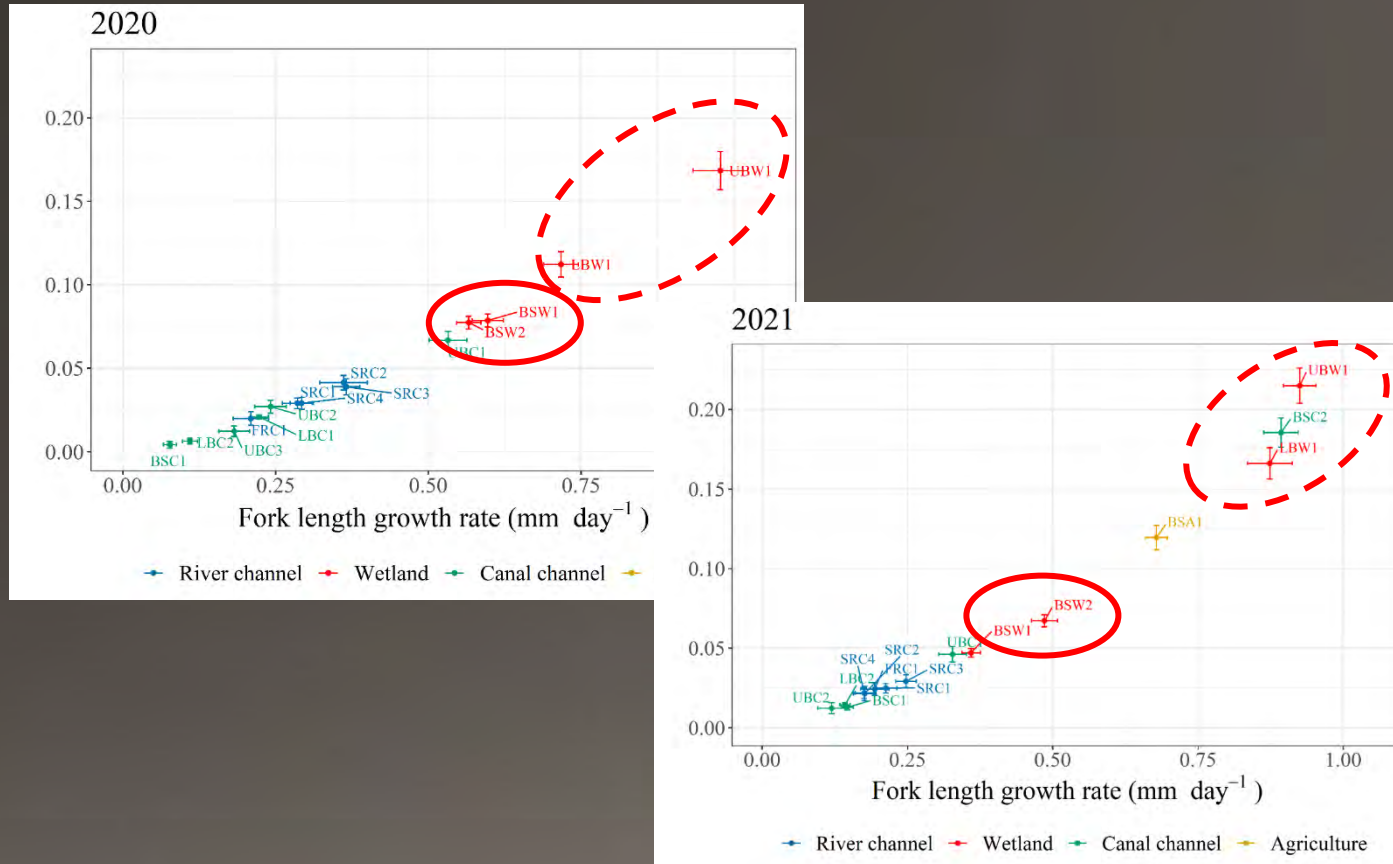 2020
0.20
0.15
0.10
0.05
0.00
UBW1
LBW1
BSW1
BSW2
UBC1
SRC2
SRC1
SRC3
SRC4
UBC2
FRC1
LBC1
LBC2
UBC3
BSC1
0.00 0.25 0.50 0.75
Fork length growth rate (mm day⁻¹ )
River channel Wetland Canal channel
2021
0.20
0.15
0.10
0.05
0.00
UBW1
BSC2
LBW1
BSA1
BSW2
BSW1
UBC
SRC2
SRC4
FRC1
SRC3
LBC2
SRC1
UBC2
BSC1
0.00 0.25 0.50 0.75 1.00
Fork length growth rate (mm day⁻¹ )
River channel Wetland Canal channel Agriculture